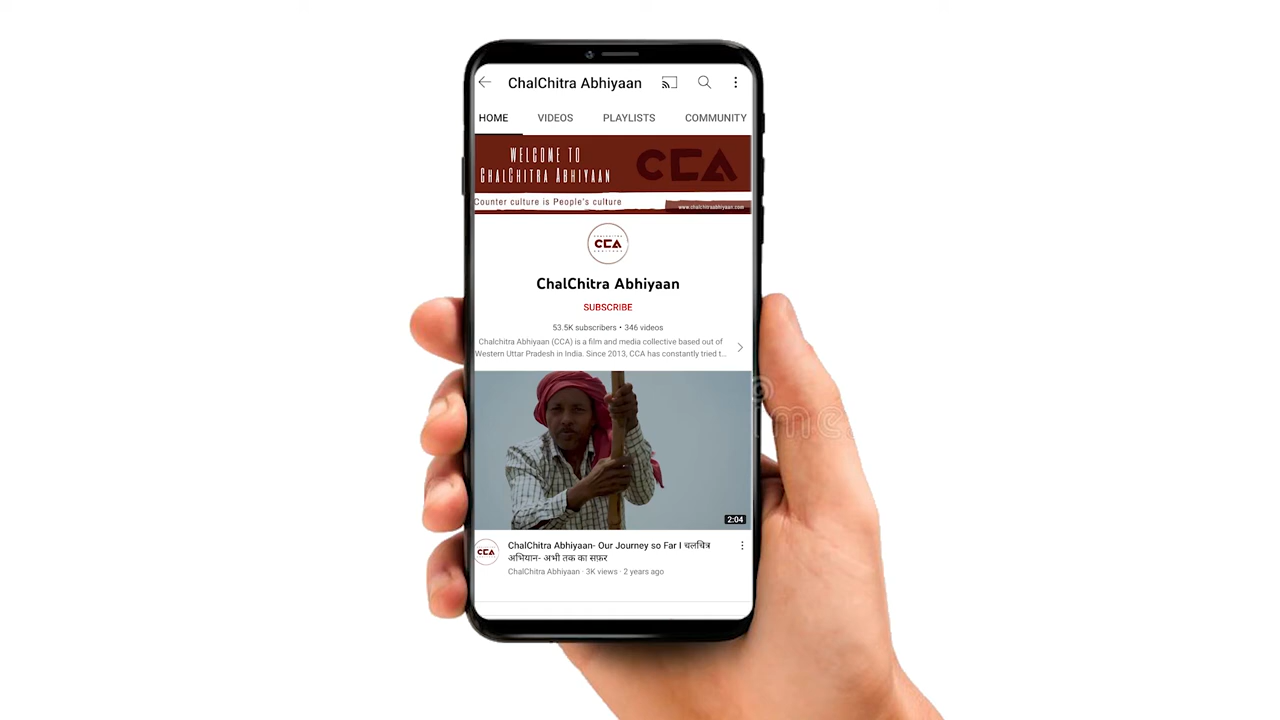 ChalChitra Abhiyaan
HOME VIDEOS PLAYLISTS COMMUNITY
WELCOME TO
CHALCHITRA ABHIYAAN
CCA
Counter culture is People's culture
www.chalchitraabhiyaan.com
CCA
ChalChitra Abhiyaan
SUBSCRIBE
53.5K subscribers • 346 videos
Chalchitra Abhiyaan (CCA) is a film and media collective based out of
Western Uttar Pradesh in India. Since 2013, CCA has constantly tried t...
2:04
CCA
ChalChitra Abhiyaan- Our Journey so Far I चलचित्र
अभियान- अभी तक का सफ़र
ChalChitra Abhiyaan · 3K views · 2 years ago